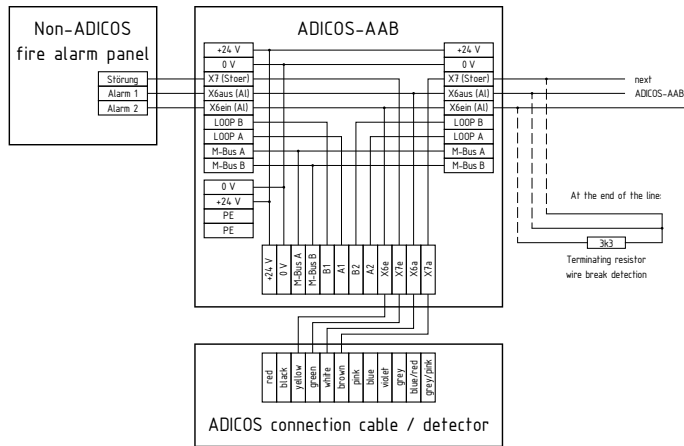 Non-ADICOS
fire alarm panel
Störung
Alarm 1
Alarm 2
ADICOS-AAB
+24 V
0 V
X7 (Stoer)
X6aus (Al)
X6ein (Al)
LOOP B
LOOP A
M-Bus A
M-Bus B
0 V
+24 V
PE
PE
+24 V
0 V
X7 (Stoer)
X6aus (Al)
X6ein (Al)
LOOP B
LOOP A
M-Bus A
M-Bus B
next
ADICOS-AAB
At the end of the line:
3k3
Terminating resistor
wire break detection
+24 V
0 V
M-Bus A
M-Bus B
B1
A1
B2
A2
X6e
X7e
X6a
X7a
red
black
yellow
green
white
brown
pink
blue
violet
grey
blue/red
grey/pink
ADICOS connection cable / detector